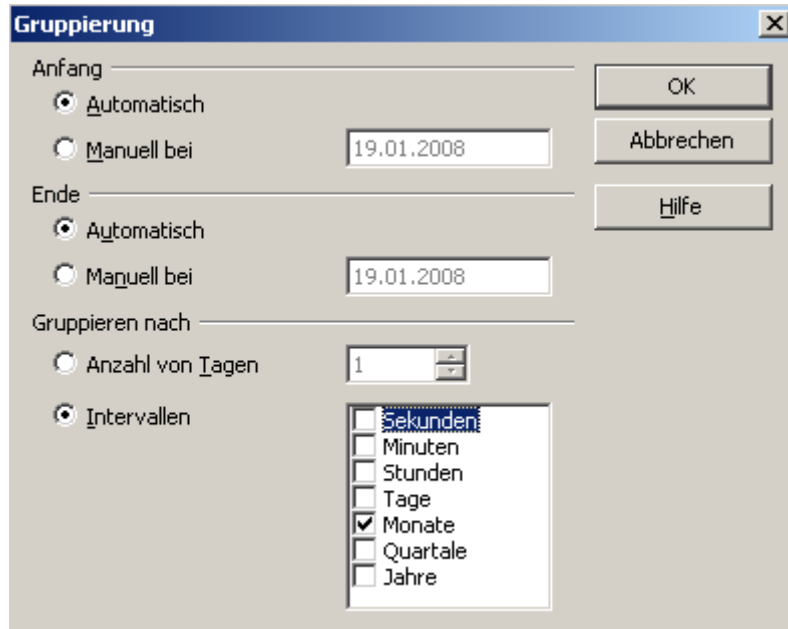 Gruppierung
Anfang
Automatisch
Manuell bei 19.01.2008
Ende
Automatisch
Manuell bei 19.01.2008
Gruppieren nach
Anzahl von Tagen 1
Intervallen
Sekunden
Minuten
Stunden
Tage
Monate
Quartale
Jahre
OK
Abbrechen
Hilfe